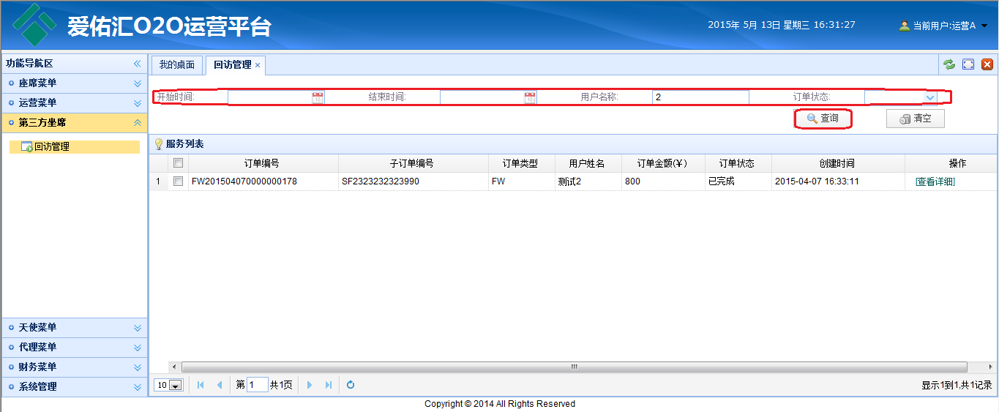 爱佑汇O2O运营平台
2015年 5月 13日 星期三 16:31:27
当前用户:运营A
功能导航区
座席菜单
运营菜单
第三方坐席
回访管理
天使菜单
代理菜单
财务菜单
系统管理
我的桌面 回访管理 ×
开始时间: 结束时间: 用户名称: 2 订单状态:
查询 清空
服务列表
订单编号 子订单编号 订单类型 用户姓名 订单金额(¥) 订单状态 创建时间 操作
1 FW201504070000000178 SF2323232323990 FW 测试2 800 已完成 2015-04-07 16:33:11 [查看详细]
10 第 1 共1页 显示1到1,共1记录
Copyright © 2014 All Rights Reserved